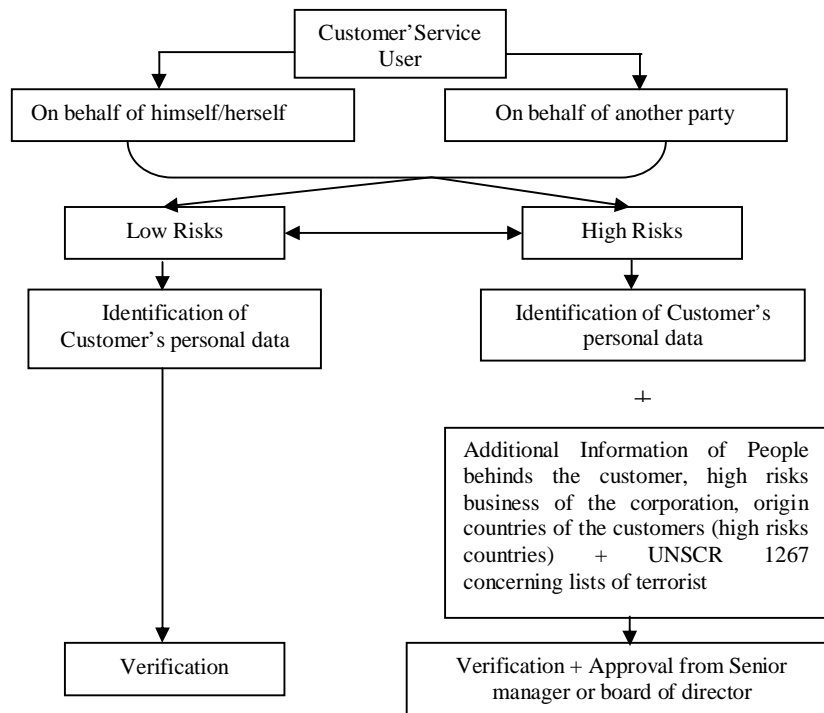 Customer'Service
User
On behalf of himself/herself
On behalf of another party
Low Risks
High Risks
Identification of
Customer's personal data
Identification of Customer's
personal data
+
Additional Information of People
behinds the customer, high risks
business of the corporation, origin
countries of the customers (high risks
countries) + UNSCR 1267
concerning lists of terrorist
Verification
Verification + Approval from Senior
manager or board of director